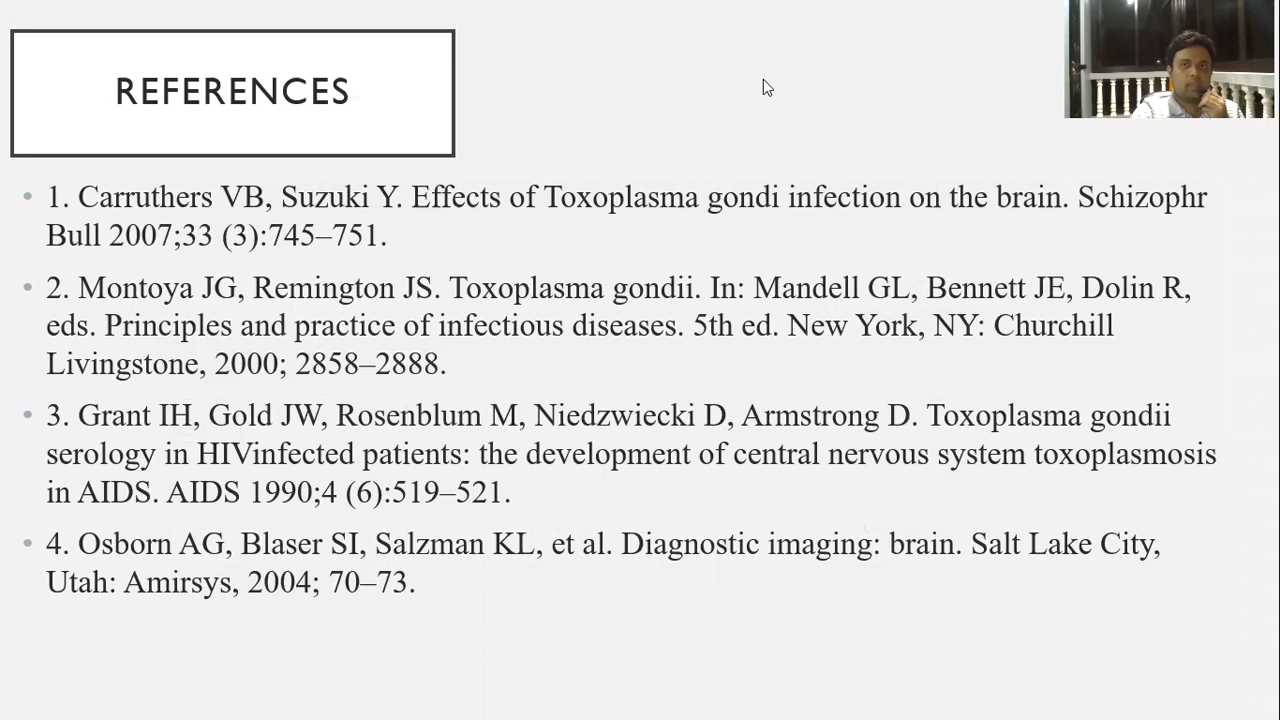 REFERENCES
• 1. Carruthers VB, Suzuki Y. Effects of Toxoplasma gondi infection on the brain. Schizophr
Bull 2007;33 (3):745–751.
• 2. Montoya JG, Remington JS. Toxoplasma gondii. In: Mandell GL, Bennett JE, Dolin R,
eds. Principles and practice of infectious diseases. 5th ed. New York, NY: Churchill
Livingstone, 2000; 2858–2888.
• 3. Grant IH, Gold JW, Rosenblum M, Niedzwiecki D, Armstrong D. Toxoplasma gondii
serology in HIVinfected patients: the development of central nervous system toxoplasmosis
in AIDS. AIDS 1990;4 (6):519–521.
• 4. Osborn AG, Blaser SI, Salzman KL, et al. Diagnostic imaging: brain. Salt Lake City,
Utah: Amirsys, 2004; 70–73.